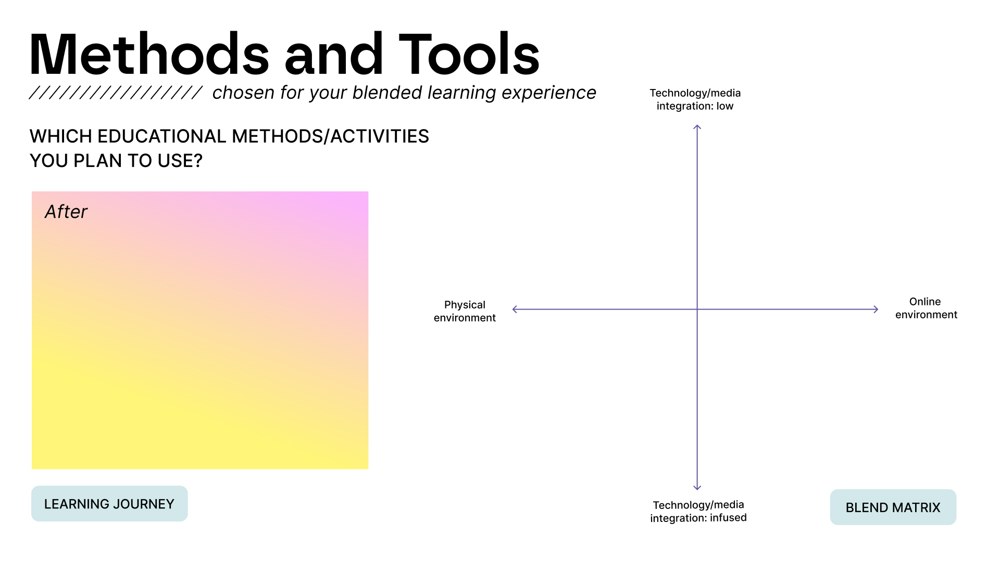 Methods and Tools
//////////////// chosen for your blended learning experience
WHICH EDUCATIONAL METHODS/ACTIVITIES
YOU PLAN TO USE?
After
LEARNING JOURNEY
Technology/media
integration: low
Physical
environment
Online
environment
Technology/media
integration: infused
BLEND MATRIX